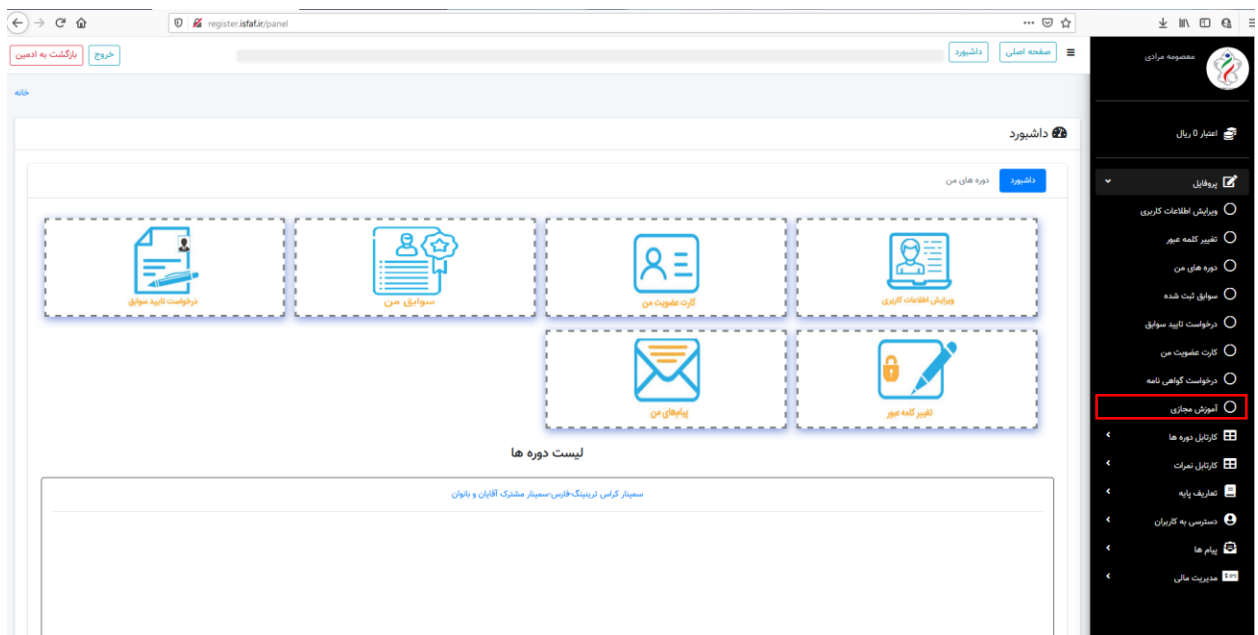 register.isfaf.ir/panel
معصومه مرادی
صفحه اصلی
داشبورد
خروج
بازگشت به ادمین
خانه
اعتبار 0 ریال
پروفایل
ویرایش اطلاعات کاربری
تغییر کلمه عبور
دوره های من
سوابق ثبت شده
درخواست تایید سوابق
کارت عضویت من
درخواست گواهی نامه
آموزش مجازی
کارتابل دوره ها
کارتابل نمرات
تعاریف پایه
دسترسی به کاربران
پیام ها
مدیریت مالی
داشبورد
داشبورد
دوره های من
ویرایش اطلاعات کاربری
کارت عضویت من
سوابق من
درخواست تایید سوابق
تغییر کلمه عبور
پیام‌های من
لیست دوره ها
سمینار کراس ترینینگ-فارس-سمینار مشترک آقایان و بانوان